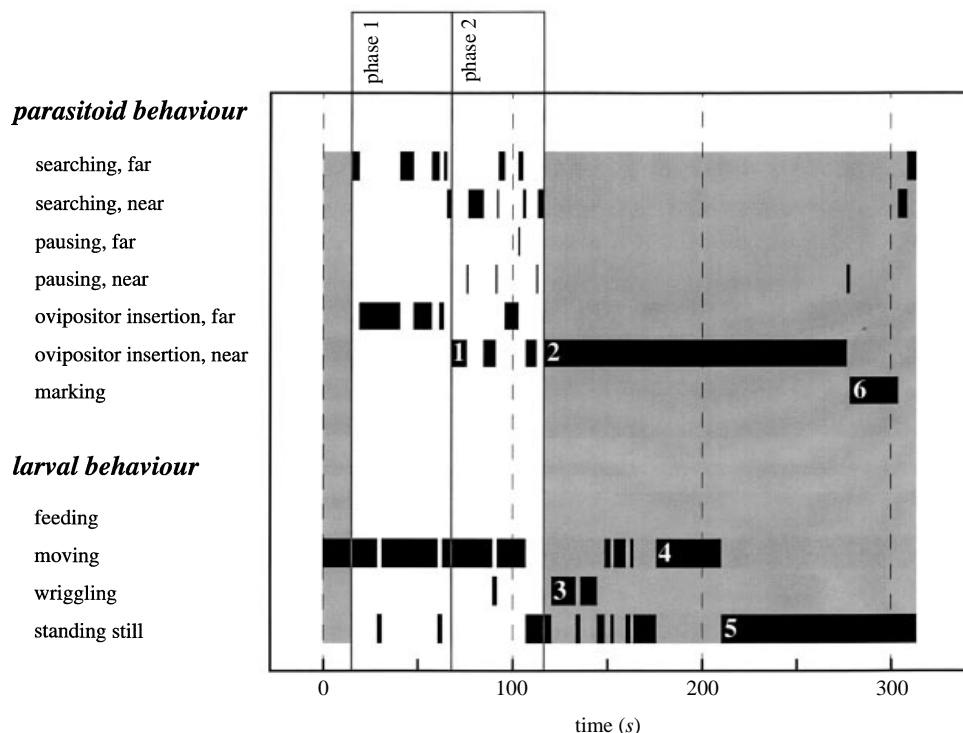 phase 1
phase 2
parasitoid behaviour
searching, far
searching, near
pausing, far
pausing, near
ovipositor insertion, far
ovipositor insertion, near
1
2
marking
6
larval behaviour
feeding
moving
4
wriggling
3
standing still
5
0
100
200
300
time (s)